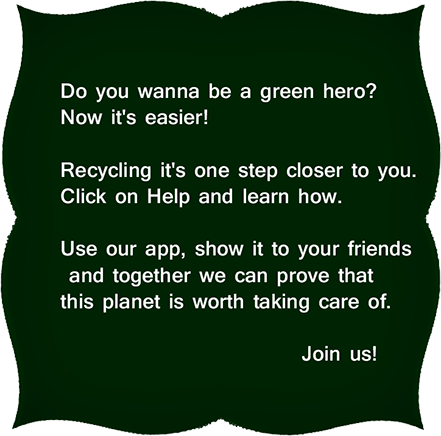 Do you wanna be a green hero?
Now it's easier!
Recycling it's one step closer to you.
Click on Help and learn how.
Use our app, show it to your friends
and together we can prove that
this planet is worth taking care of.
Join us!